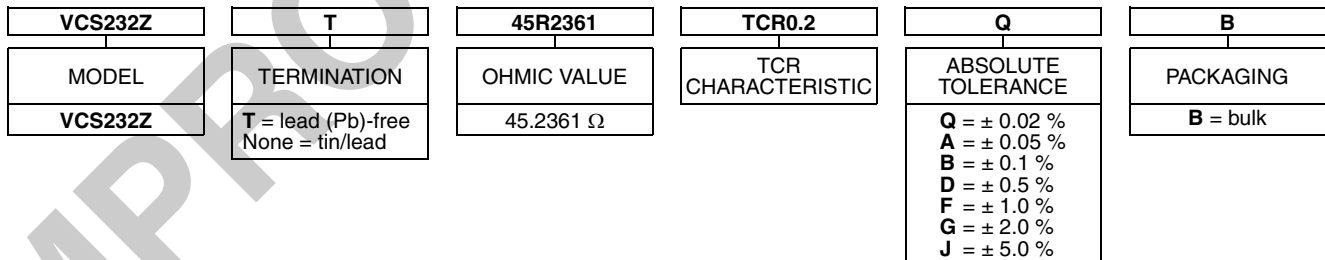 VCS232Z T 45R2361 TCR0.2 Q B
MODEL
VCS232Z
TERMINATION
T = lead (Pb)-free
None = tin/lead
OHMIC VALUE
45.2361 Ω
TCR
CHARACTERISTIC
ABSOLUTE
TOLERANCE
Q = ± 0.02 %
A = ± 0.05 %
B = ± 0.1 %
D = ± 0.5 %
F = ± 1.0 %
G = ± 2.0 %
J = ± 5.0 %
PACKAGING
B = bulk
MPRO